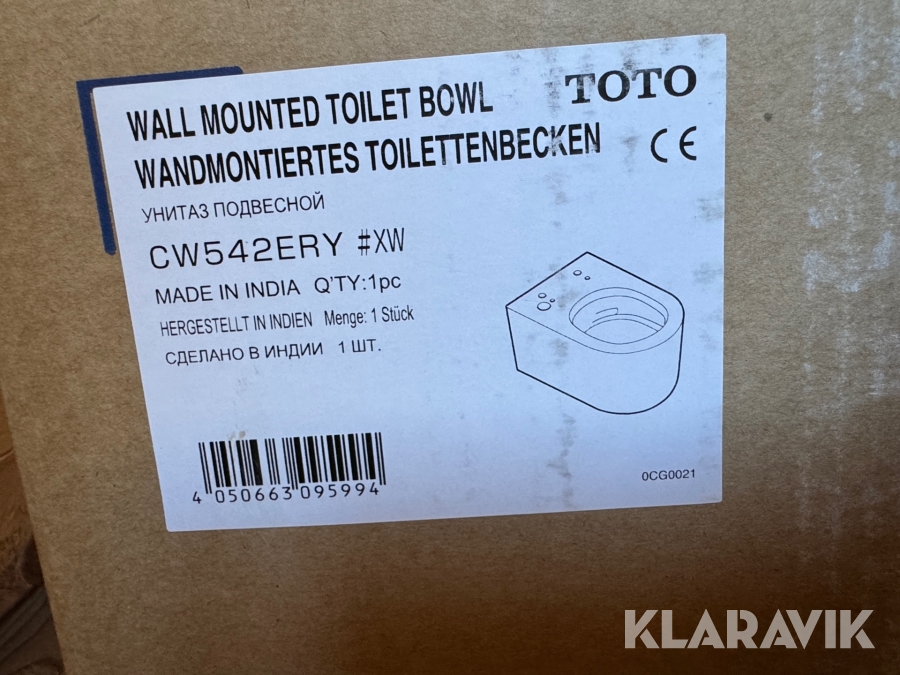 WALL MOUNTED TOILET BOWL
TOTO
WANDMONTIERTES TOILETTENBECKEN
CE
УНИТАЗ ПОДВЕСНОЙ
CW542ERY #XW
MADE IN INDIA Q'TY:1pc
HERGESTELLT IN INDIEN Menge: 1 Stück
СДЕЛАНО В ИНДИИ 1 ШТ.
4 050663 095994
0CG0021
KLARAVIK